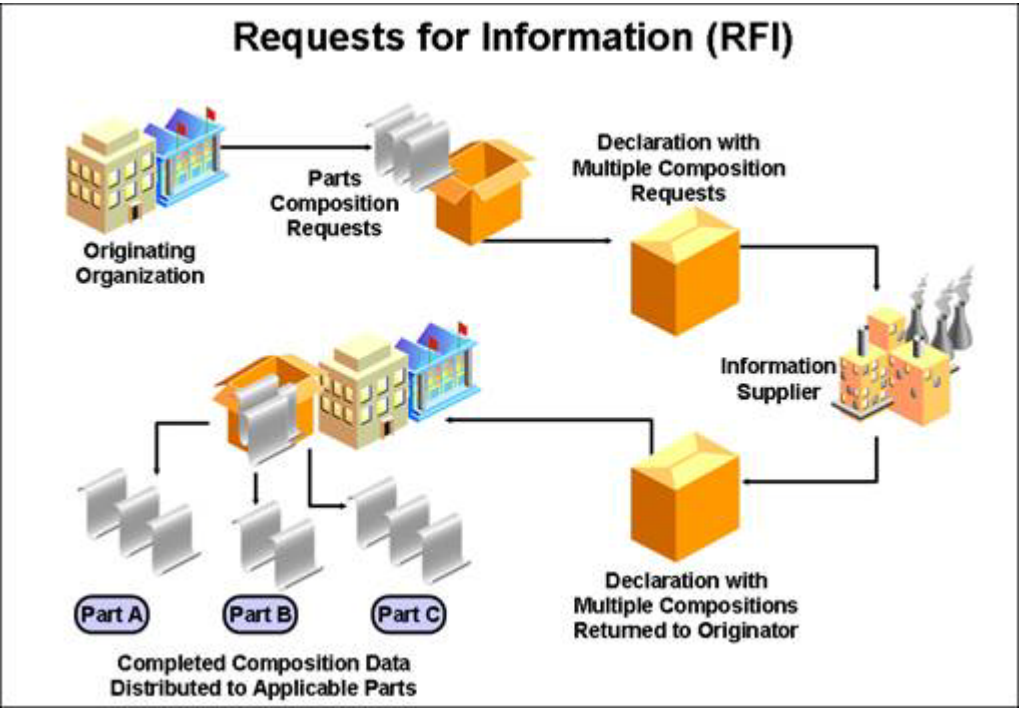 Requests for Information (RFI)
Originating
Organization
Parts
Composition
Requests
Declaration with
Multiple Composition
Requests
Information
Supplier
Declaration with
Multiple Compositions
Returned to Originator
Part A
Part B
Part C
Completed Composition Data
Distributed to Applicable Parts